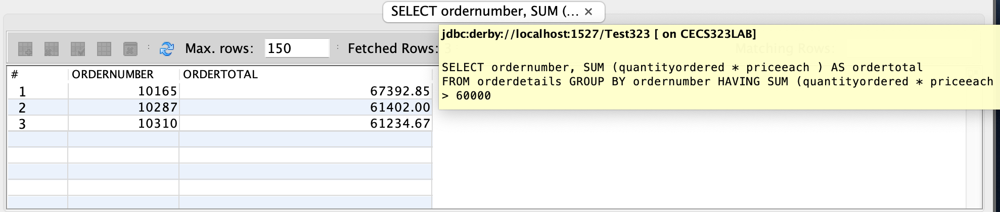 SELECT ordernumber, SUM (... ×
jdbc:derby://localhost:1527/Test323 [ on CECS323LAB]
Max. rows: 150 Fetched Rows: 3 Matching Rows:
SELECT ordernumber, SUM (quantityordered * priceeach ) AS ordertotal
FROM orderdetails GROUP BY ordernumber HAVING SUM (quantityordered * priceeach
> 60000
# ORDERNUMBER ORDERTOTAL
1 10165 67392.85
2 10287 61402.00
3 10310 61234.67